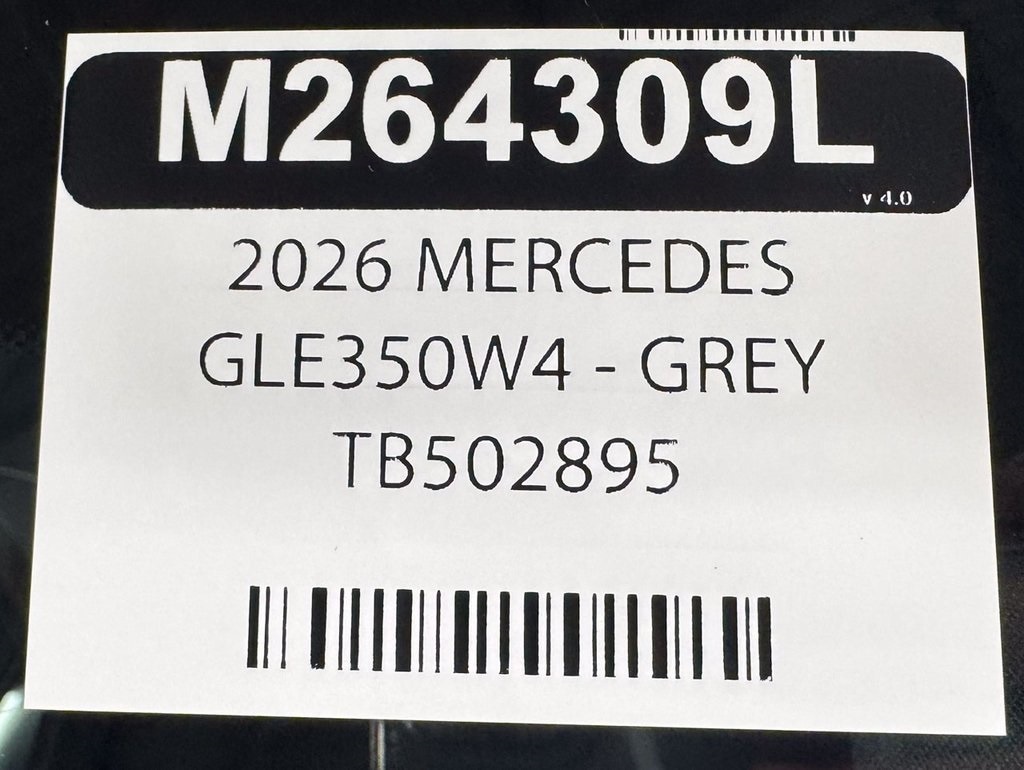 M264309L
v 4.0
2026 MERCEDES
GLE350W4 - GREY
TB502895